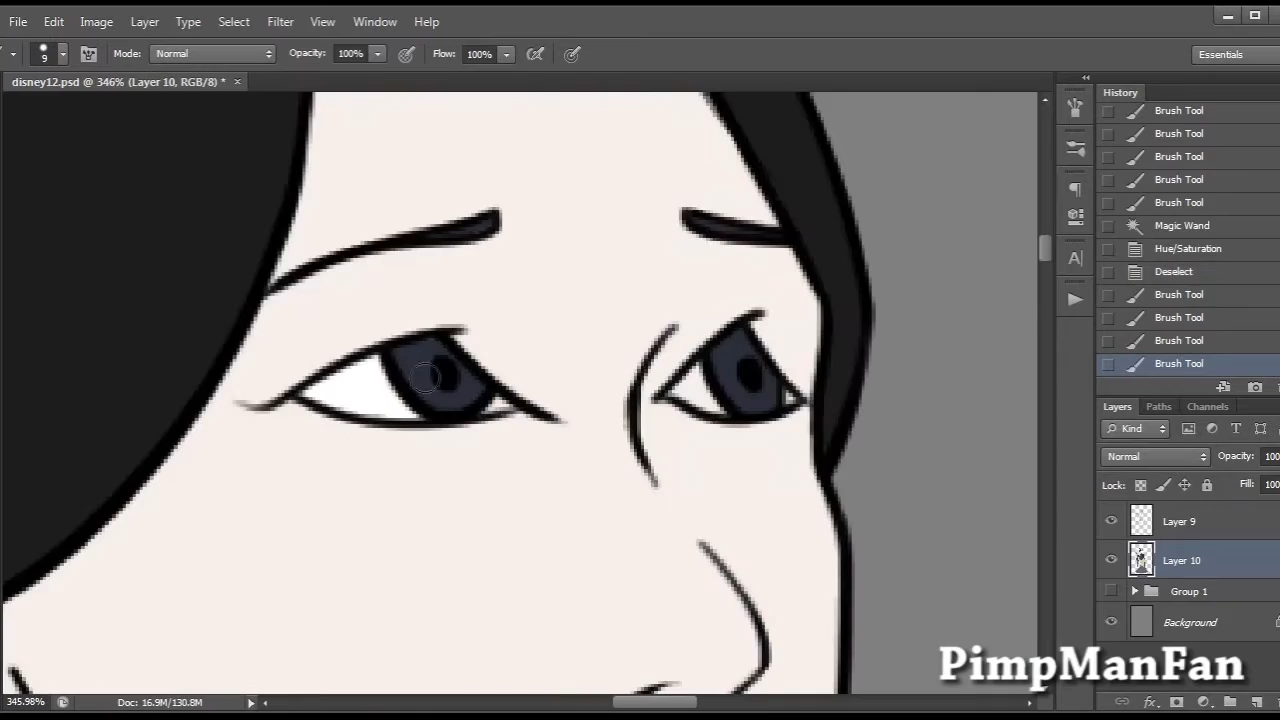 File Edit Image Layer Type Select Filter View Window Help
9 Mode: Normal Opacity: 100% Flow: 100% Essentials
disney12.psd @ 346% (Layer 10, RGB/8) * ×
History
Brush Tool
Brush Tool
Brush Tool
Brush Tool
Brush Tool
Magic Wand
Hue/Saturation
Deselect
Brush Tool
Brush Tool
Brush Tool
Brush Tool
Layers Paths Channels
Kind
Normal Opacity: 100
Lock: Fill: 100
Layer 9
Layer 10
Group 1
Background
PimpManFan
345.98% Doc: 16.9M/130.8M